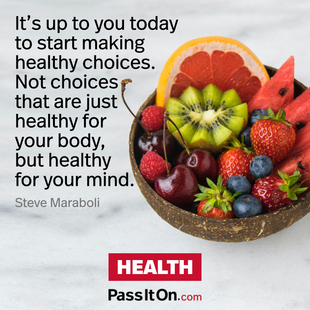 It’s up to you today
to start making
healthy choices.
Not choices
that are just
healthy for
your body,
but healthy
for your mind.
Steve Maraboli
HEALTH
PassItOn.com